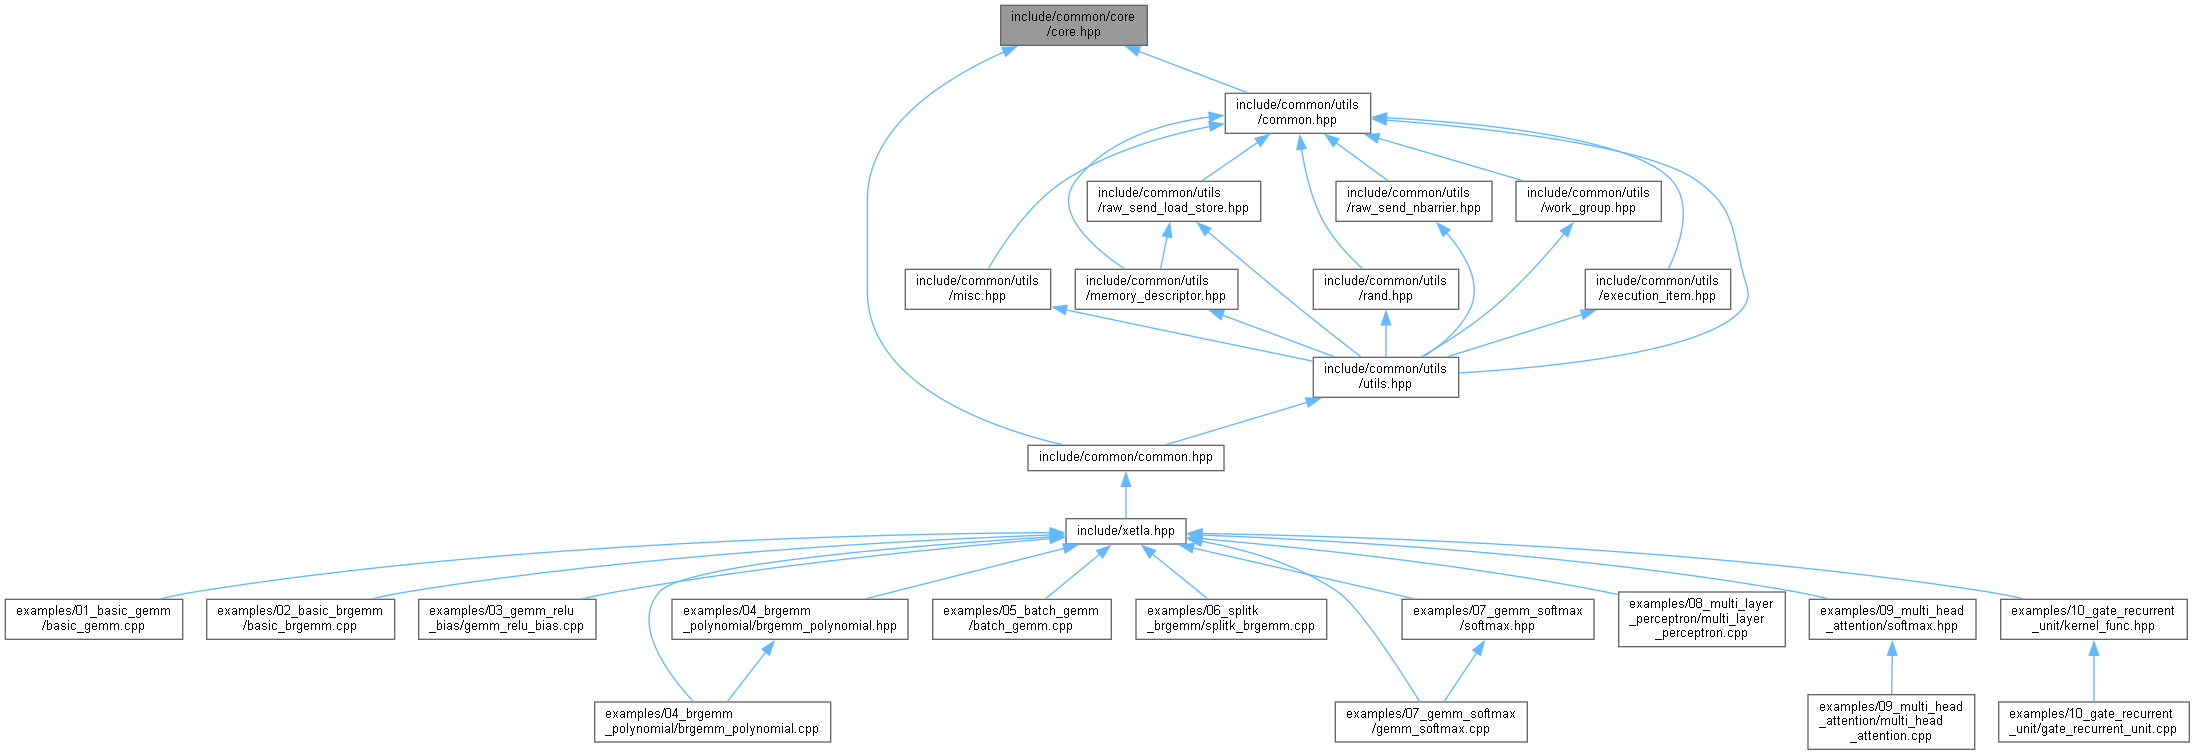 include/common/core
/core.hpp
include/common/utils
/common.hpp
include/common/utils
/raw_send_load_store.hpp
include/common/utils
/raw_send_nbarrier.hpp
include/common/utils
/work_group.hpp
include/common/utils
/misc.hpp
include/common/utils
/memory_descriptor.hpp
include/common/utils
/rand.hpp
include/common/utils
/execution_item.hpp
include/common/utils
/utils.hpp
include/common/common.hpp
include/xetla.hpp
examples/01_basic_gemm
/basic_gemm.cpp
examples/02_basic_brgemm
/basic_brgemm.cpp
examples/03_gemm_relu
_bias/gemm_relu_bias.cpp
examples/04_brgemm
_polynomial/brgemm_polynomial.hpp
examples/05_batch_gemm
/batch_gemm.cpp
examples/06_splitk
_brgemm/splitk_brgemm.cpp
examples/07_gemm_softmax
/softmax.hpp
examples/08_multi_layer
_perceptron/multi_layer
_perceptron.cpp
examples/09_multi_head
_attention/softmax.hpp
examples/10_gate_recurrent
_unit/kernel_func.hpp
examples/04_brgemm
_polynomial/brgemm_polynomial.cpp
examples/07_gemm_softmax
/gemm_softmax.cpp
examples/09_multi_head
_attention/multi_head
_attention.cpp
examples/10_gate_recurrent
_unit/gate_recurrent_unit.cpp